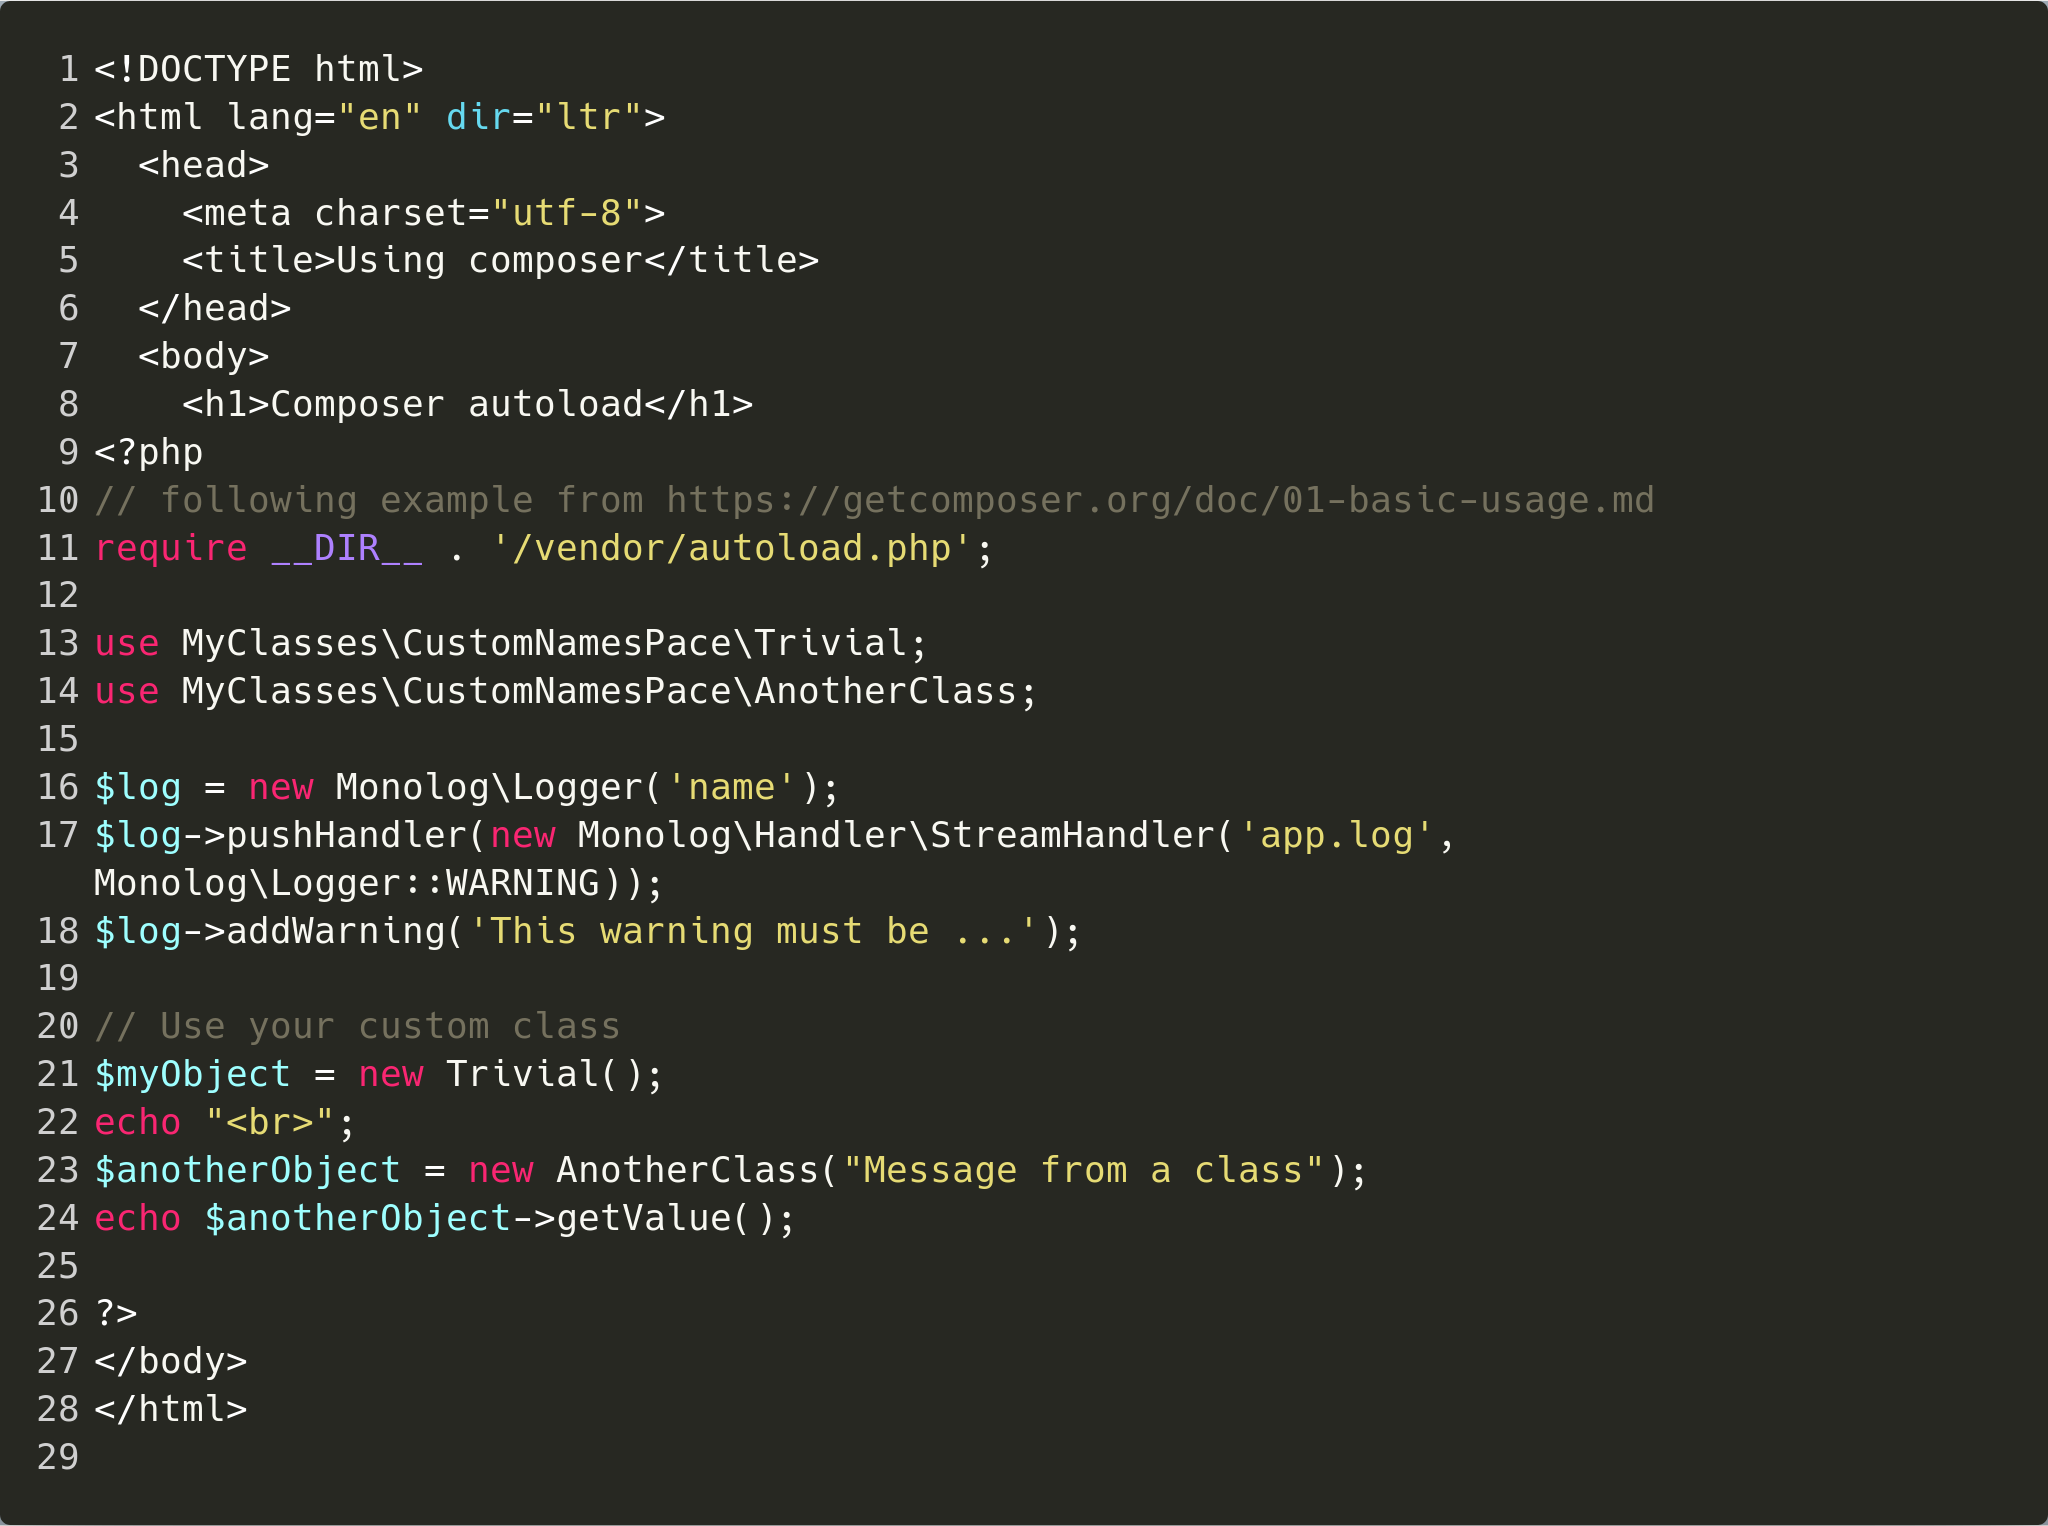 1 <!DOCTYPE html>
2 <html lang="en" dir="ltr">
3   <head>
4     <meta charset="utf-8">
5     <title>Using composer</title>
6   </head>
7   <body>
8     <h1>Composer autoload</h1>
9 <?php
10 // following example from https://getcomposer.org/doc/01-basic-usage.md
11 require __DIR__ . '/vendor/autoload.php';
12
13 use MyClasses\CustomNamesPace\Trivial;
14 use MyClasses\CustomNamesPace\AnotherClass;
15
16 $log = new Monolog\Logger('name');
17 $log->pushHandler(new Monolog\Handler\StreamHandler('app.log',
Monolog\Logger::WARNING));
18 $log->addWarning('This warning must be ...');
19
20 // Use your custom class
21 $myObject = new Trivial();
22 echo "<br>";
23 $anotherObject = new AnotherClass("Message from a class");
24 echo $anotherObject->getValue();
25
26 ?>
27 </body>
28 </html>
29